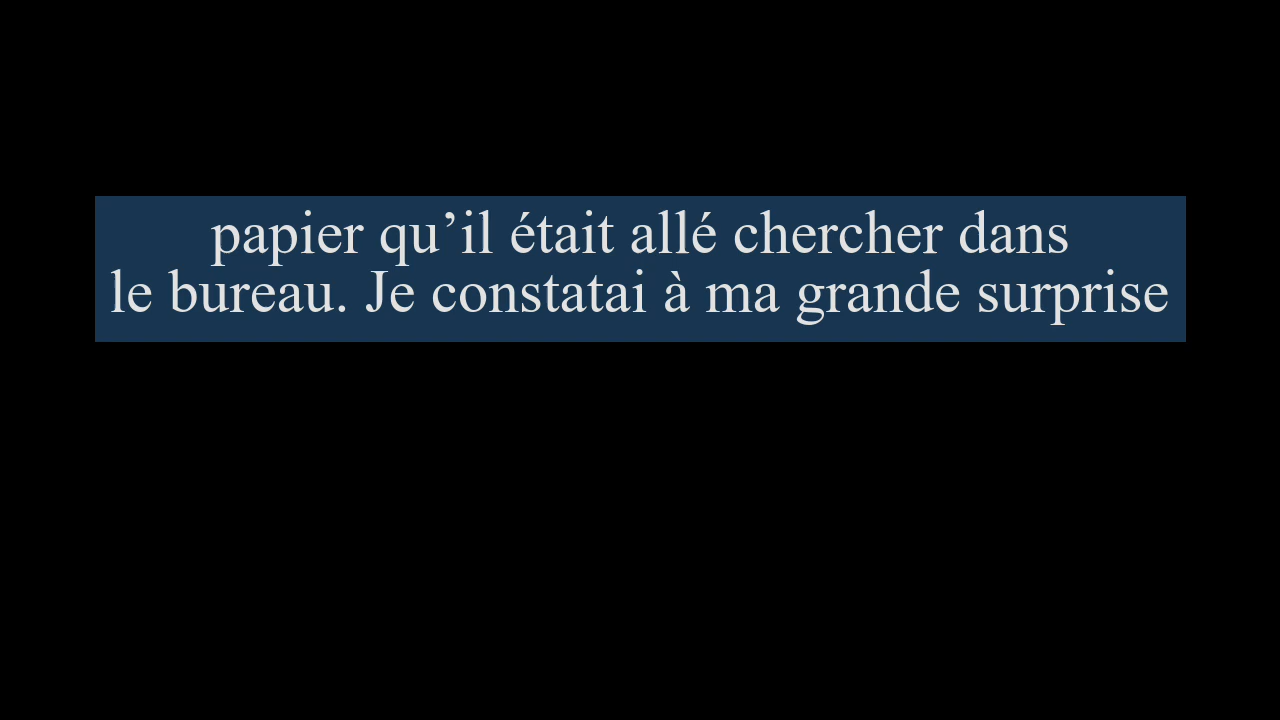 papier qu’il était allé chercher dans
le bureau. Je constatai à ma grande surprise